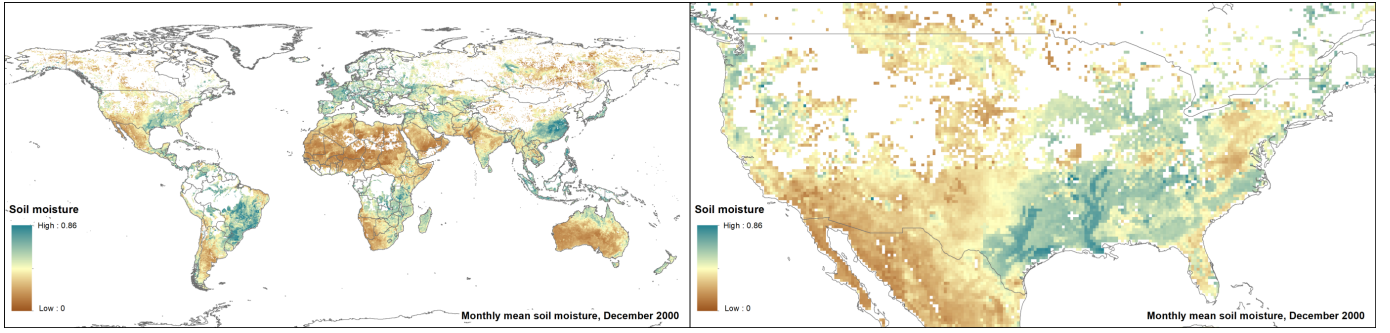 Soil moisture
High : 0.86
Low : 0
Monthly mean soil moisture, December 2000
Soil moisture
High : 0.86
Low : 0
Monthly mean soil moisture, December 2000